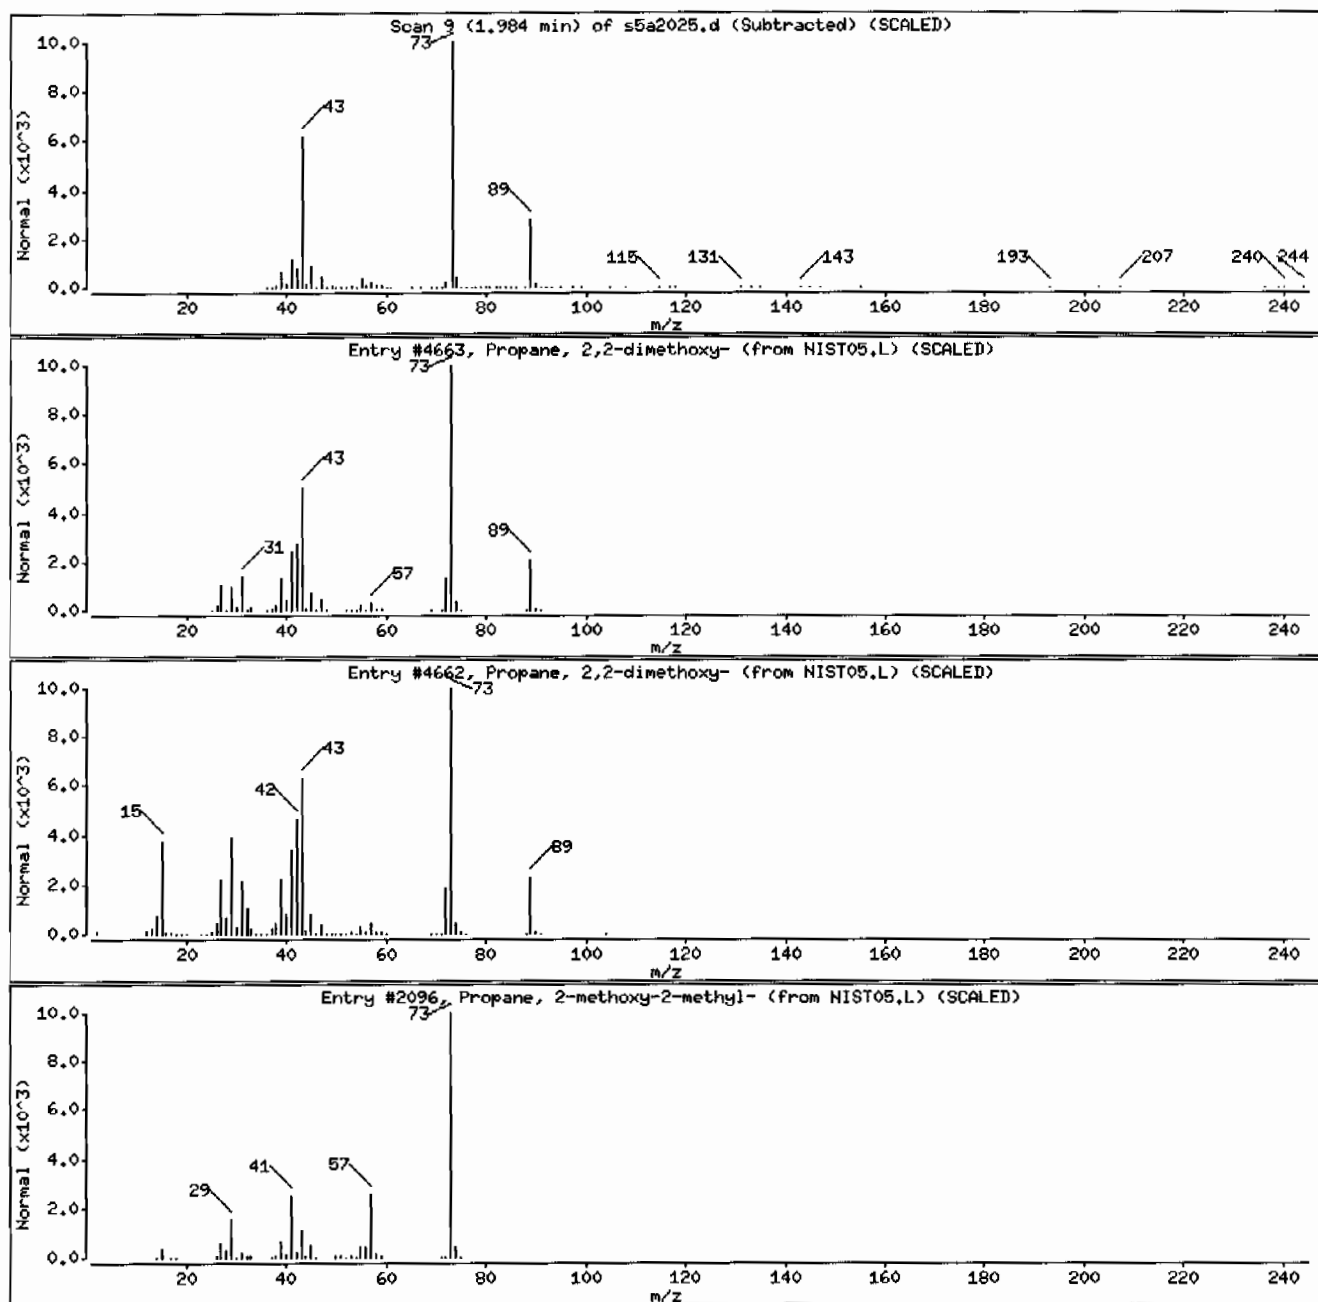 Scan 9 (1.984 min) of s5a2025.d (Subtracted) (SCALED)
73
10.0
8.0
43
6.0
4.0
89
2.0
115 131 143 193 207 240 244
0.0
20 40 60 80 100 120 140 160 180 200 220 240
m/z
Normal (x10^3)
Entry #4663, Propane, 2,2-dimethoxy- (from NIST05.L) (SCALED)
73
10.0
8.0
43
6.0
4.0
89
31
2.0
57
0.0
20 40 60 80 100 120 140 160 180 200 220 240
m/z
Normal (x10^3)
Entry #4662, Propane, 2,2-dimethoxy- (from NIST05.L) (SCALED)
73
10.0
8.0
43
42
6.0
15
4.0
89
2.0
0.0
20 40 60 80 100 120 140 160 180 200 220 240
m/z
Normal (x10^3)
Entry #2096, Propane, 2-methoxy-2-methyl- (from NIST05.L) (SCALED)
73
10.0
8.0
6.0
4.0
41 57
29
2.0
0.0
20 40 60 80 100 120 140 160 180 200 220 240
m/z
Normal (x10^3)